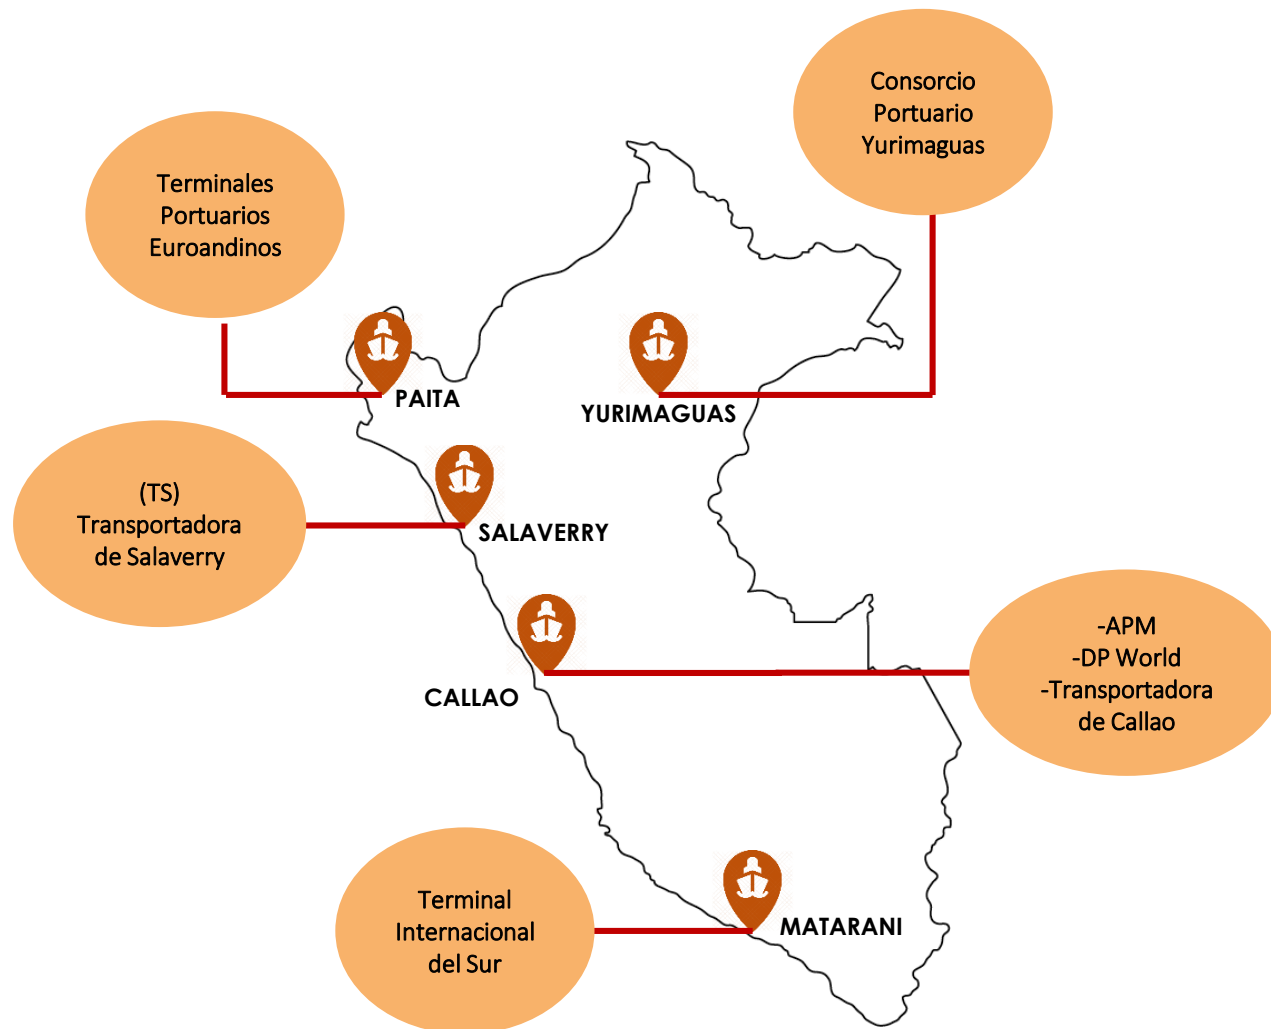 Consorcio
Portuario
Yurimaguas
Terminales
Portuarios
Euroandinos
PAITA
YURIMAGUAS
(TS)
Transportadora
de Salaverry
SALAVERRY
-APM
-DP World
-Transportadora
de Callao
CALLAO
Terminal
Internacional
del Sur
MATARANI